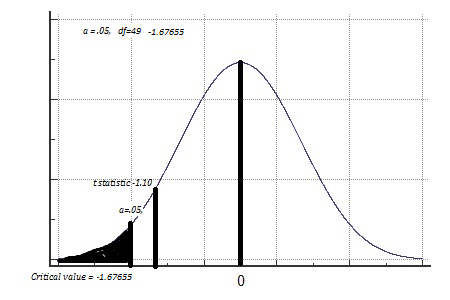 a = .05, df=49 -1.67655
t statistic -1.10
a=.05,
Critical value = -1.67655
0